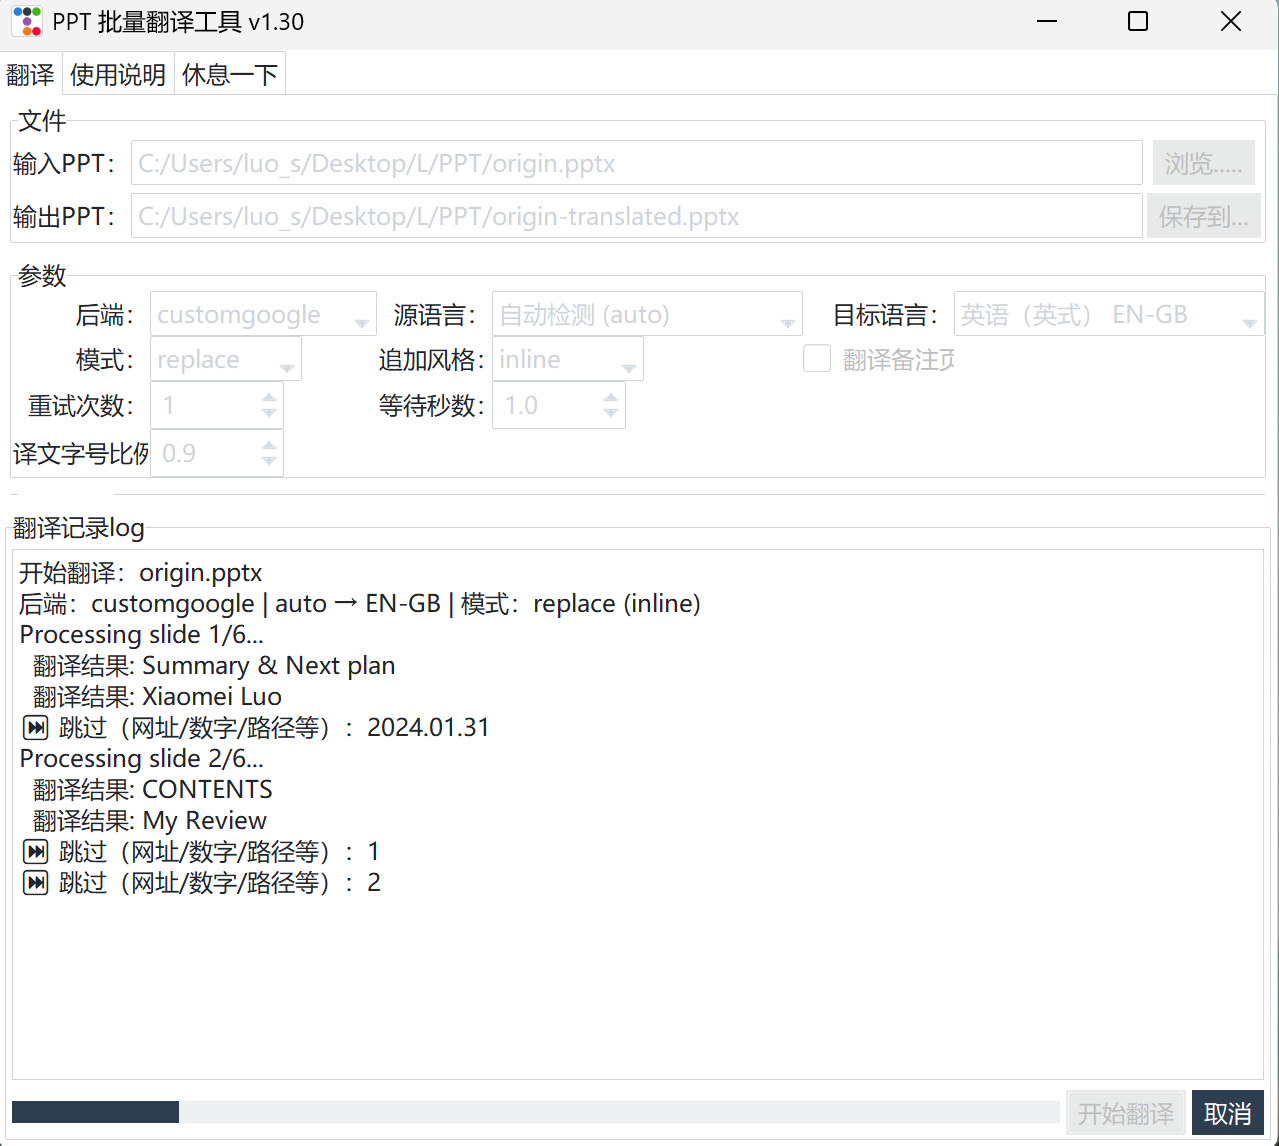 PPT 批量翻译工具 v1.30
翻译 使用说明 休息一下
文件
输入PPT： C:/Users/luo_s/Desktop/L/PPT/origin.pptx 浏览.....
输出PPT： C:/Users/luo_s/Desktop/L/PPT/origin-translated.pptx 保存到...
参数
后端： customgoogle 源语言： 自动检测 (auto) 目标语言： 英语（英式） EN-GB
模式： replace 追加风格： inline 翻译备注页
重试次数： 1 等待秒数： 1.0
译文字号比例 0.9
翻译记录log
开始翻译：origin.pptx
后端：customgoogle | auto → EN-GB | 模式：replace (inline)
Processing slide 1/6...
翻译结果: Summary & Next plan
翻译结果: Xiaomei Luo
⏭ 跳过（网址/数字/路径等）：2024.01.31
Processing slide 2/6...
翻译结果: CONTENTS
翻译结果: My Review
⏭ 跳过（网址/数字/路径等）：1
⏭ 跳过（网址/数字/路径等）：2
开始翻译 取消